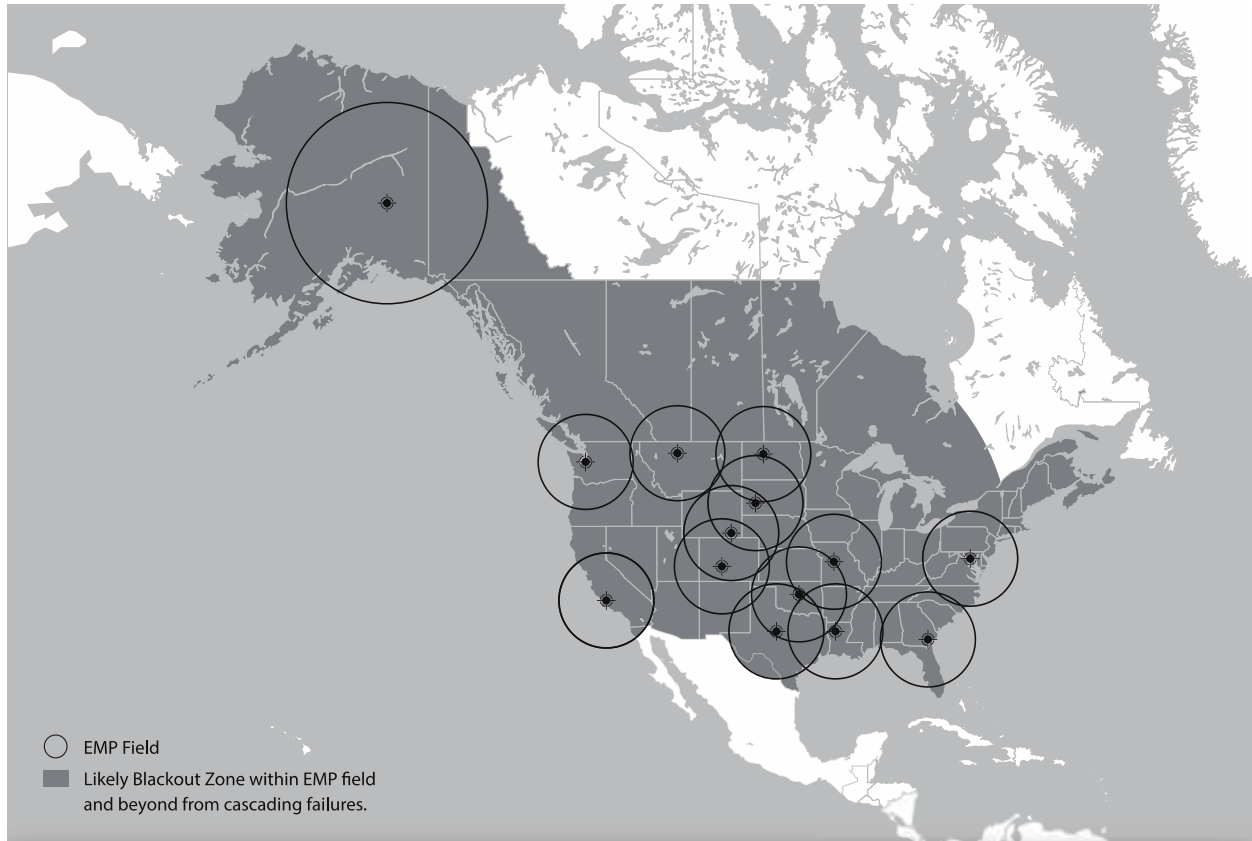 EMP Field
Likely Blackout Zone within EMP field
and beyond from cascading failures.